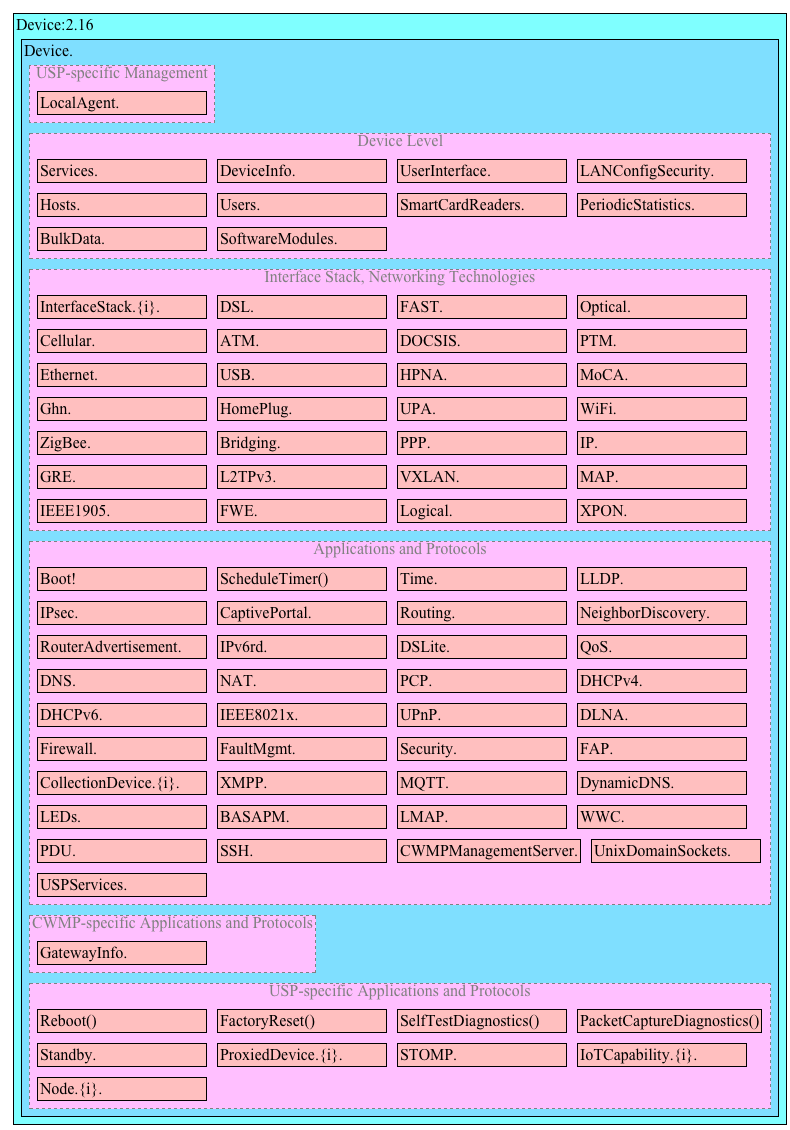 Device:2.16
Device.
USP-specific Management
LocalAgent.
Device Level
Services. DeviceInfo. UserInterface. LANConfigSecurity.
Hosts. Users. SmartCardReaders. PeriodicStatistics.
BulkData. SoftwareModules.
Interface Stack, Networking Technologies
InterfaceStack.{i}. DSL. FAST. Optical.
Cellular. ATM. DOCSIS. PTM.
Ethernet. USB. HPNA. MoCA.
Ghn. HomePlug. UPA. WiFi.
ZigBee. Bridging. PPP. IP.
GRE. L2TPv3. VXLAN. MAP.
IEEE1905. FWE. Logical. XPON.
Applications and Protocols
Boot! ScheduleTimer() Time. LLDP.
IPsec. CaptivePortal. Routing. NeighborDiscovery.
RouterAdvertisement. IPv6rd. DSLite. QoS.
DNS. NAT. PCP. DHCPv4.
DHCPv6. IEEE8021x. UPnP. DLNA.
Firewall. FaultMgmt. Security. FAP.
CollectionDevice.{i}. XMPP. MQTT. DynamicDNS.
LEDs. BASAPM. LMAP. WWC.
PDU. SSH. CWMPManagementServer. UnixDomainSockets.
USPServices.
CWMP-specific Applications and Protocols
GatewayInfo.
USP-specific Applications and Protocols
Reboot() FactoryReset() SelfTestDiagnostics() PacketCaptureDiagnostics()
Standby. ProxiedDevice.{i}. STOMP. IoTCapability.{i}.
Node.{i}.